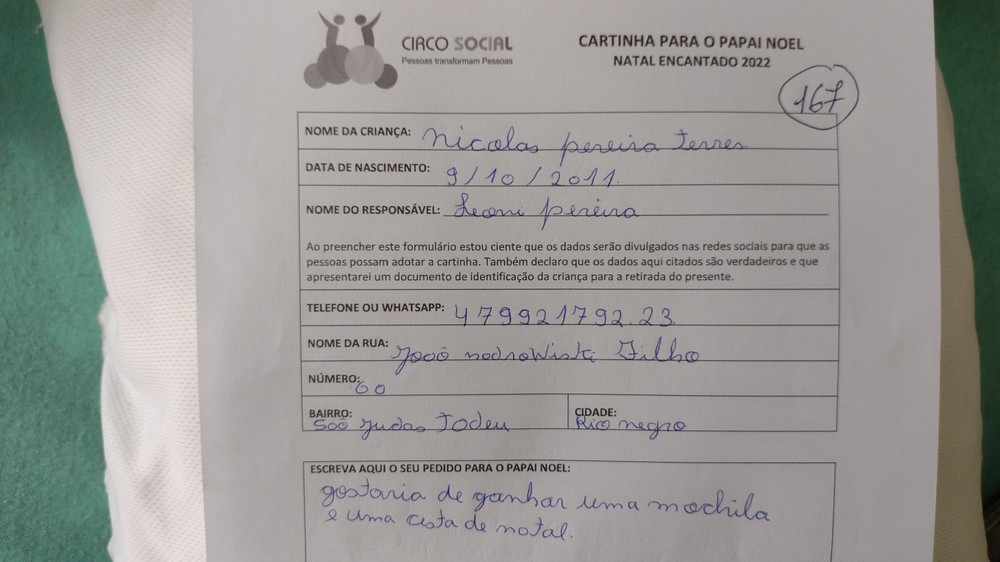 CIRCO SOCIAL
Pessoas transformam Pessoas
CARTINHA PARA O PAPAI NOEL
NATAL ENCANTADO 2022
167
NOME DA CRIANÇA: Nicolas pereira terres
DATA DE NASCIMENTO: 9/10/2011
NOME DO RESPONSÁVEL: Leoni pereira
Ao preencher este formulário estou ciente que os dados serão divulgados nas redes sociais para que as
pessoas possam adotar a cartinha. Também declaro que os dados aqui citados são verdadeiros e que
apresentarei um documento de identificação da criança para a retirada do presente.
TELEFONE OU WHATSAPP: 479921792.23
NOME DA RUA: Filho
NÚMERO: 60
BAIRRO: Soô judas Todeu
CIDADE: Rio negro
ESCREVA AQUI O SEU PEDIDO PARA O PAPAI NOEL:
gostaria de ganhar uma mochila
e uma cesta de natal.